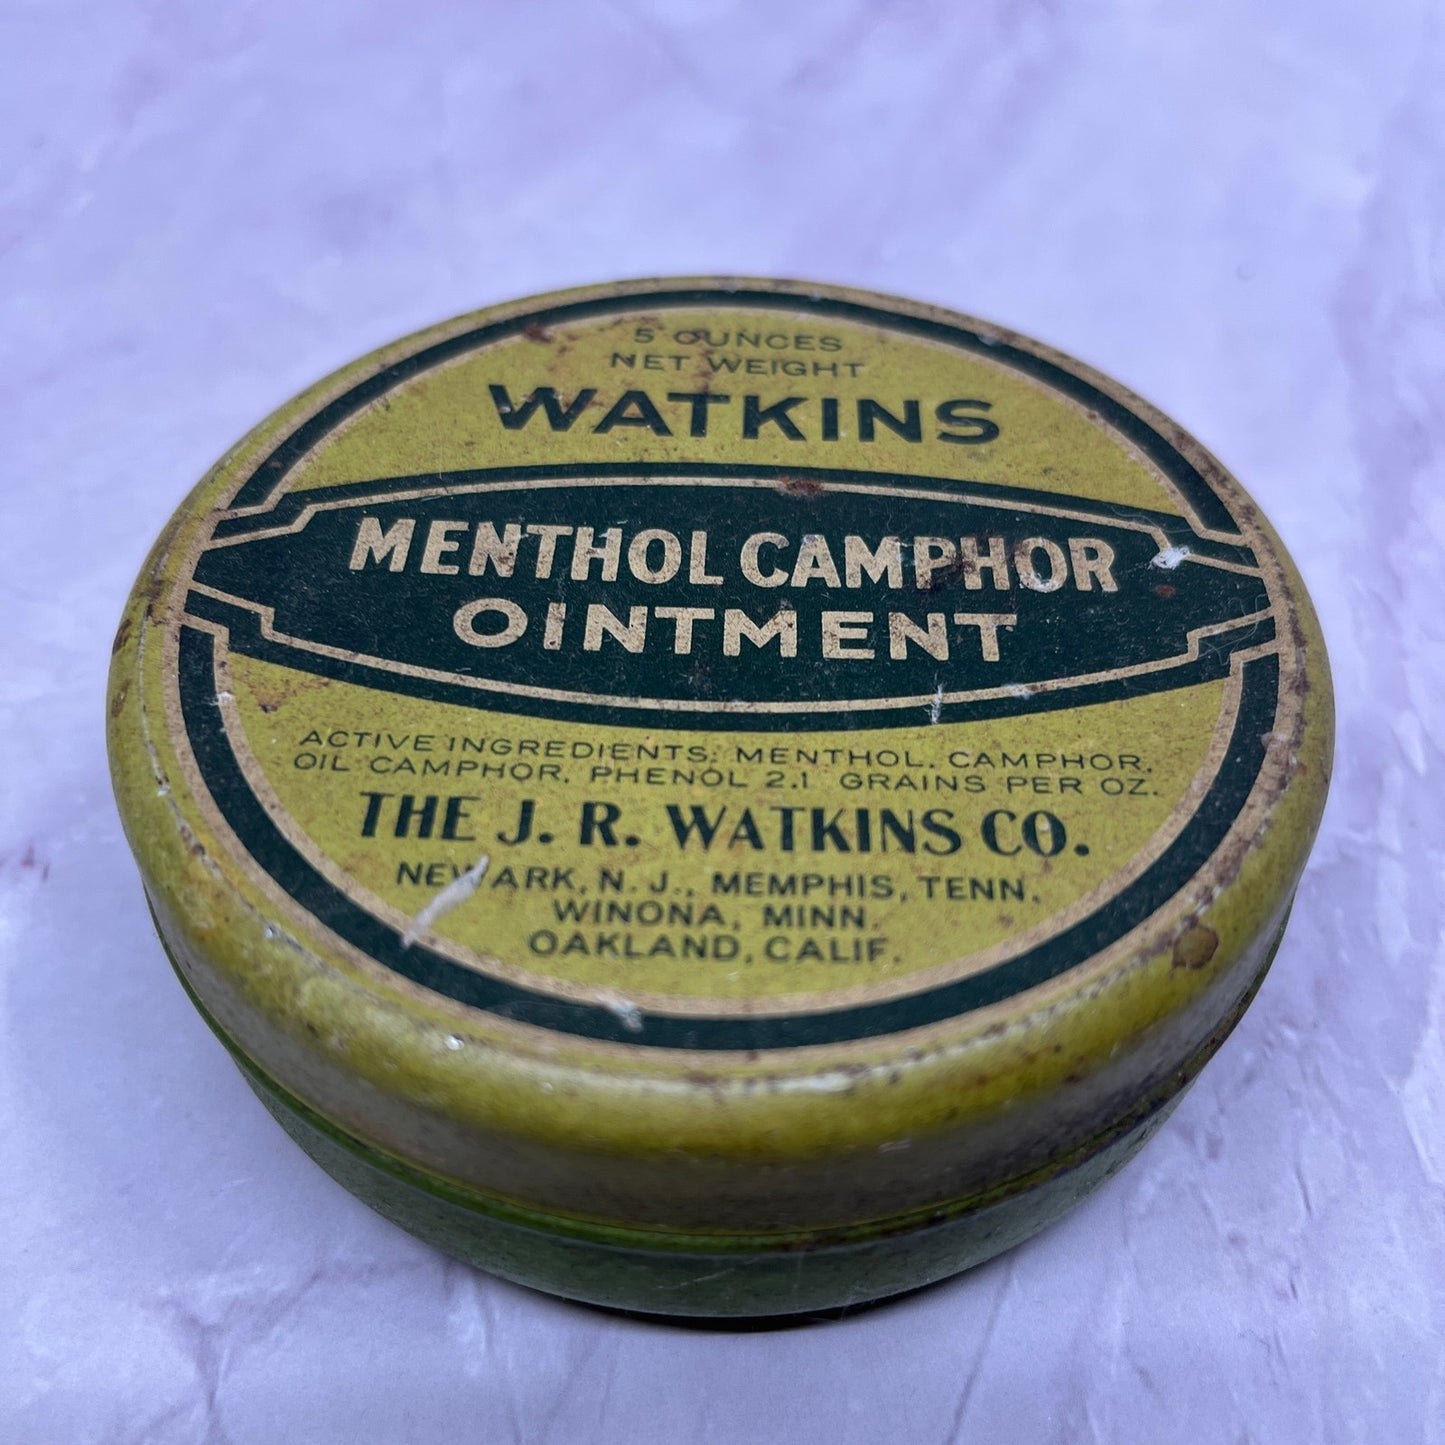 5 OUNCES
NET WEIGHT
WATKINS
MENTHOL CAMPHOR
OINTMENT
ACTIVE INGREDIENTS: MENTHOL, CAMPHOR,
OIL CAMPHOR, PHENOL 2.1 GRAINS PER OZ.
THE J. R. WATKINS CO.
NEWARK, N. J., MEMPHIS, TENN.
WINONA, MINN.
OAKLAND, CALIF.